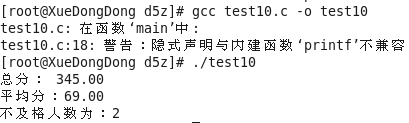 [root@XueDongDong d5z]# gcc test10.c -o test10
test10.c: 在函数‘main’中:
test10.c:18: 警告:隐式声明与内建函数‘printf’不兼容
[root@XueDongDong d5z]# ./test10
总分: 345.00
平均分:69.00
不及格人数为:2